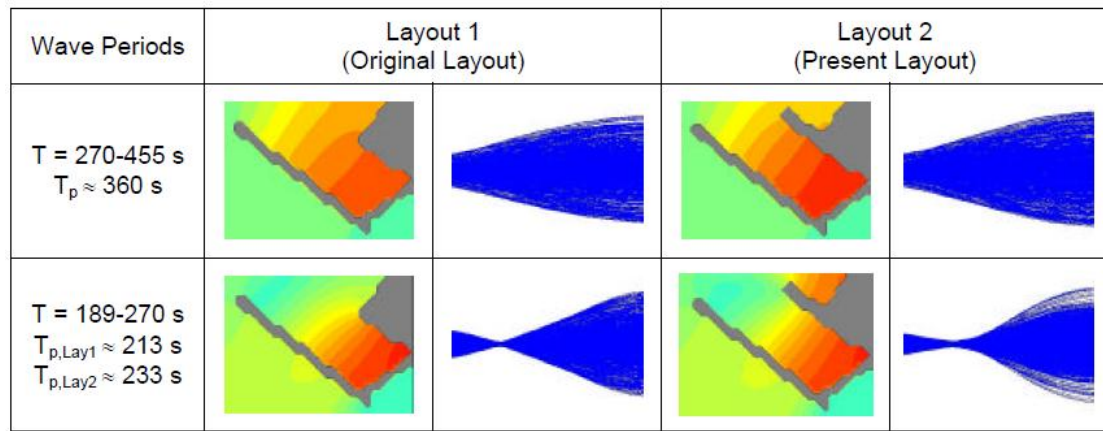 Wave Periods
Layout 1
(Original Layout)
Layout 2
(Present Layout)
T = 270-455 s
Tp ≈ 360 s
T = 189-270 s
Tp,Lay1 ≈ 213 s
Tp,Lay2 ≈ 233 s